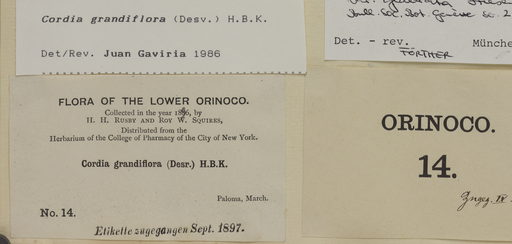 Cordia grandiflora (Desv.) H.B.K.
Det/Rev. Juan Gaviria 1986
Det. - rev.
FORTHER
Münche
FLORA OF THE LOWER ORINOCO.
Collected in the year 1896, by
H. H. RUSBY AND ROY W. SQUIRES,
Distributed from the
Herbarium of the College of Pharmacy of the City of New York.
Cordia grandiflora (Desr.) H.B.K.
Paloma, March.
No. 14.
Etikette zugegangen Sept. 1897.
ORINOCO.
14.